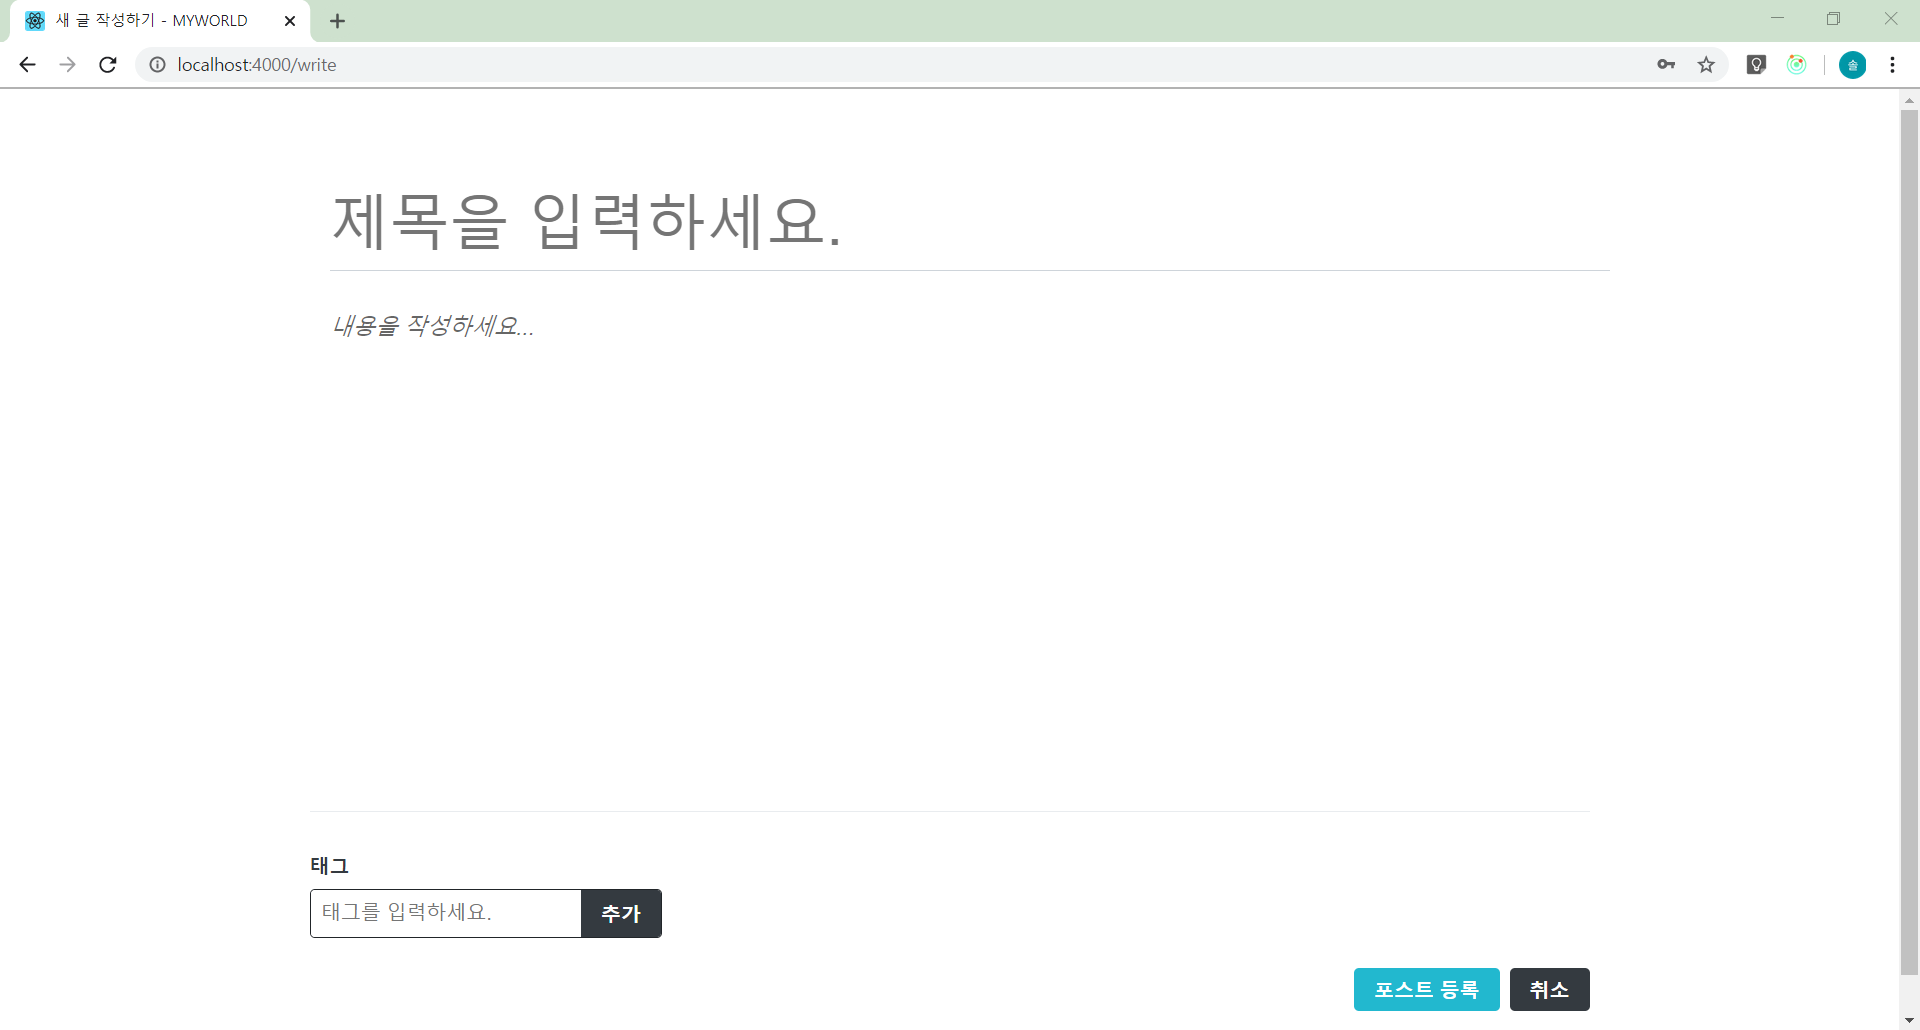 새 글 작성하기 - MYWORLD
localhost:4000/write
솔
제목을 입력하세요.
내용을 작성하세요...
태그
태그를 입력하세요.
추가
포스트 등록
취소